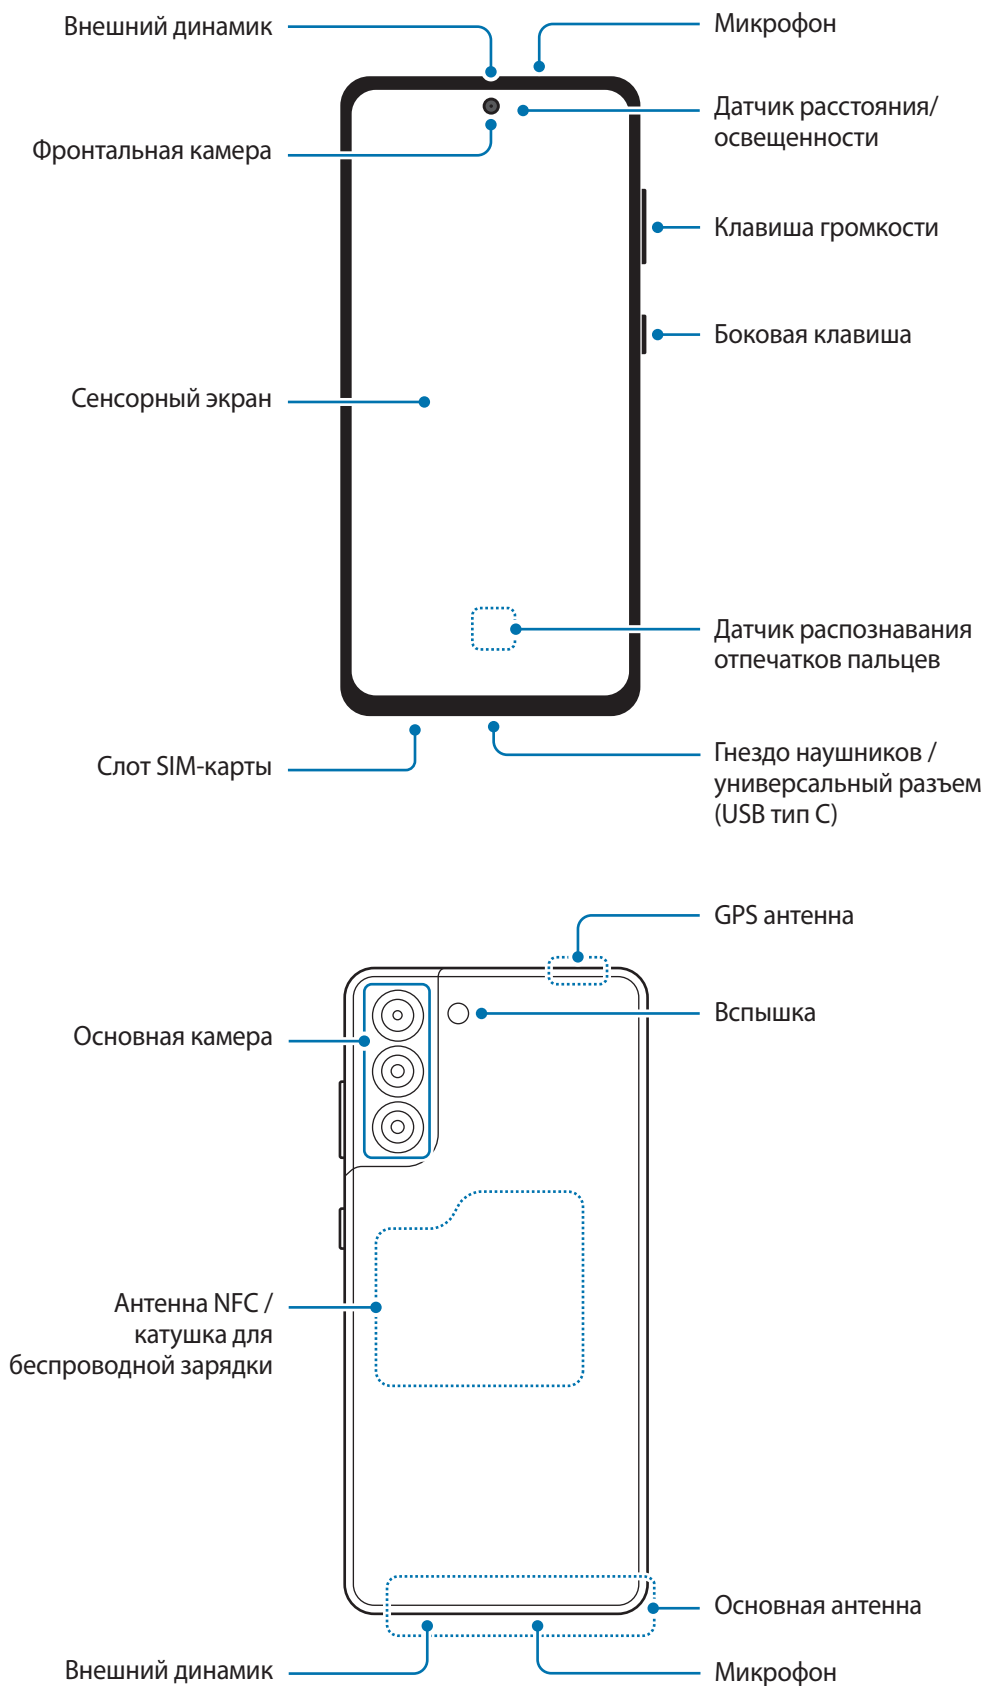 Внешний динамик
Микрофон
Датчик расстояния/
освещенности
Фронтальная камера
Клавиша громкости
Боковая клавиша
Сенсорный экран
Датчик распознавания
отпечатков пальцев
Слот SIM-карты
Гнездо наушников /
универсальный разъем
(USB тип C)
GPS антенна
Вспышка
Основная камера
Антенна NFC /
катушка для
беспроводной зарядки
Основная антенна
Внешний динамик
Микрофон